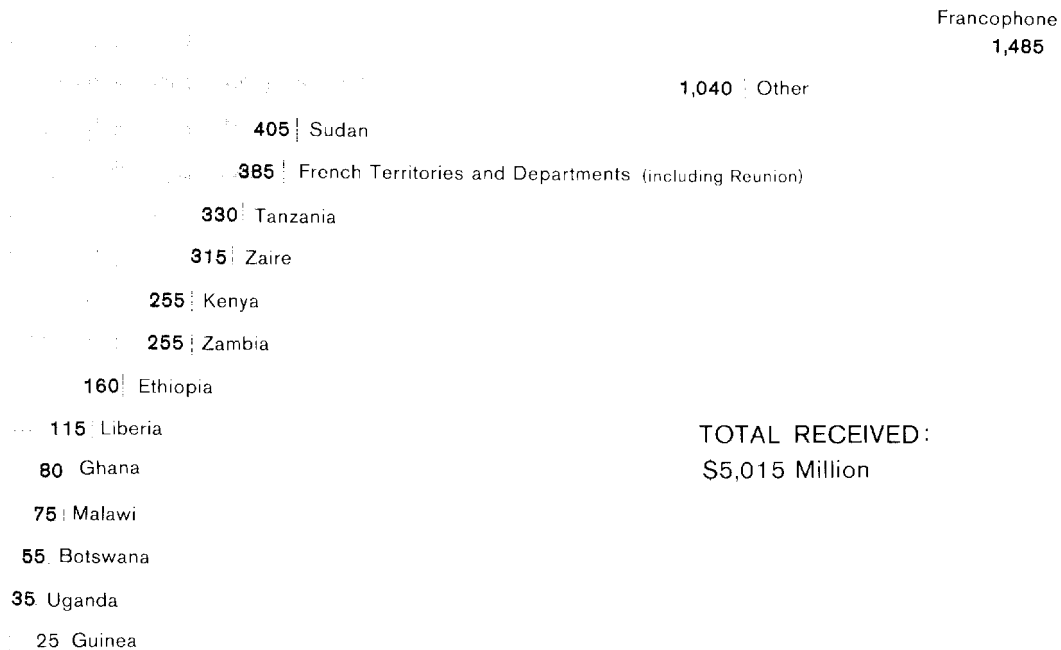 Francophone
1,485
1,040 Other
405 Sudan
385 French Territories and Departments (including Reunion)
330 Tanzania
315 Zaire
255 Kenya
255 Zambia
160 Ethiopia
115 Liberia
TOTAL RECEIVED:
80 Ghana
$5,015 Million
75 Malawi
55 Botswana
35 Uganda
25 Guinea